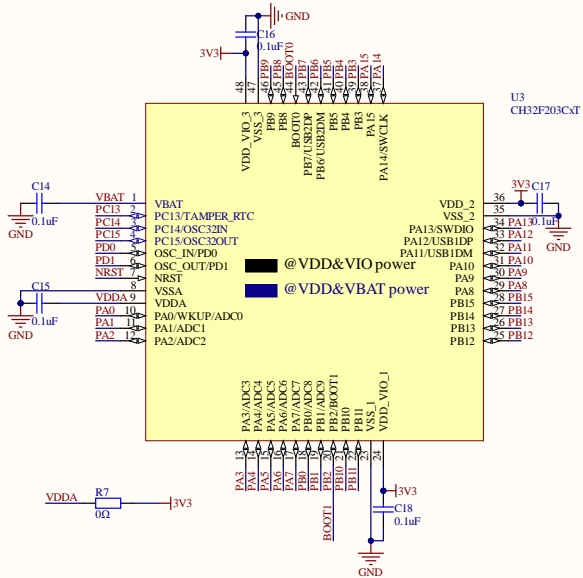 C16
GND
3V3
0.1uF
PB9
PB8
BOOT0
PB7
PB6
PB5
PB4
PB3
PA15
PA14
48
47
46
45
44
43
42
41
40
39
38
37
VDD_VIO_3
VSS_3
PB9
PB8
BOOT0
PB7/USB2DP
PB6/USB2DM
PB5
PB4
PB3
PA15
PA14/SWCLK
U3
CH32F203CxT
C14
0.1uF
GND
VBAT 1 VBAT
PC13 2 PC13/TAMPER_RTC
PC14 3 PC14/OSC32IN
PC15 4 PC15/OSC32OUT
PD0 5 OSC_IN/PD0
PD1 6 OSC_OUT/PD1
NRST 7 NRST
8 VSSA
VDDA 9 VDDA
PA0 10 PA0/WKUP/ADC0
PA1 11 PA1/ADC1
PA2 12 PA2/ADC2
C15
0.1uF
GND
@VDD&VIO power
@VDD&VBAT power
3V3
C17
0.1uF
GND
VDD_2 36
VSS_2 35
PA13/SWDIO 34 PA13
PA12/USB1DP 33 PA12
PA11/USB1DM 32 PA11
PA10 31 PA10
PA9 30 PA9
PA8 29 PA8
PB15 28 PB15
PB14 27 PB14
PB13 26 PB13
PB12 25 PB12
PA3/ADC3
PA4/ADC4
PA5/ADC5
PA6/ADC6
PA7/ADC7
PB0/ADC8
PB1/ADC9
PB2/BOOT1
PB10
PB11
VSS_1
VDD_VIO_1
13
14
15
16
17
18
19
20
21
22
23
24
PA3
PA4
PA5
PA6
PA7
PB0
PB1
PB2
PB10
PB11
BOOT1
3V3
C18
0.1uF
GND
VDDA
R7
0Ω
3V3